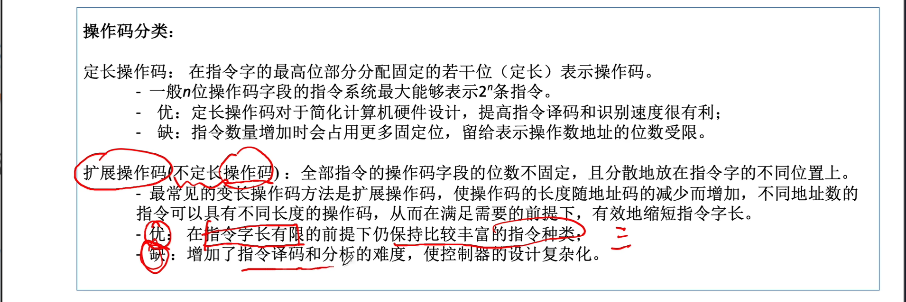 操作码分类：
定长操作码： 在指令字的最高位部分分配固定的若干位（定长）表示操作码。
- 一般n位操作码字段的指令系统最大能够表示2ⁿ条指令。
- 优：定长操作码对于简化计算机硬件设计，提高指令译码和识别速度很有利；
- 缺：指令数量增加时会占用更多固定位，留给表示操作数地址的位数受限。
扩展操作码(不定长操作码)：全部指令的操作码字段的位数不固定，且分散地放在指令字的不同位置上。
- 最常见的变长操作码方法是扩展操作码，使操作码的长度随地址码的减少而增加，不同地址数的
指令可以具有不同长度的操作码，从而在满足需要的前提下，有效地缩短指令字长。
- 优：在指令字长有限的前提下仍保持比较丰富的指令种类； 三
- 缺：增加了指令译码和分析的难度，使控制器的设计复杂化。